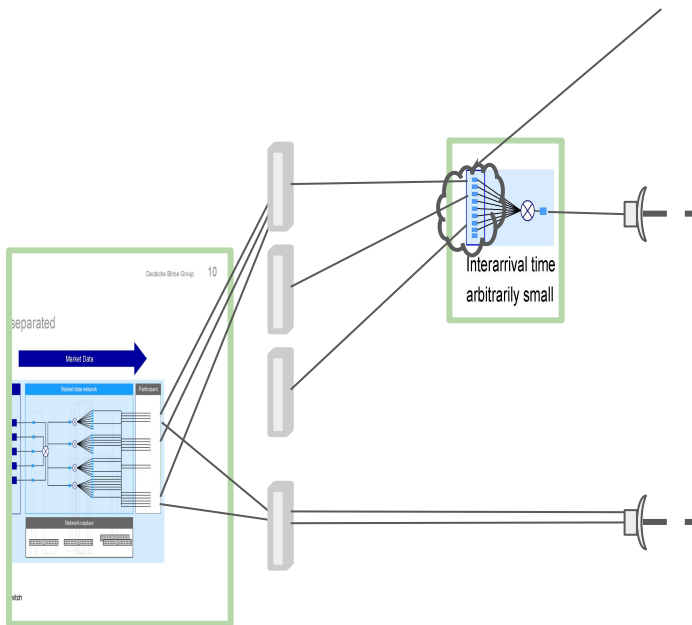 Interarrival time
arbitrarily small
Deutsche Börse Group 10
separated
Market Data
Market data network
Participant
Network capture
witch